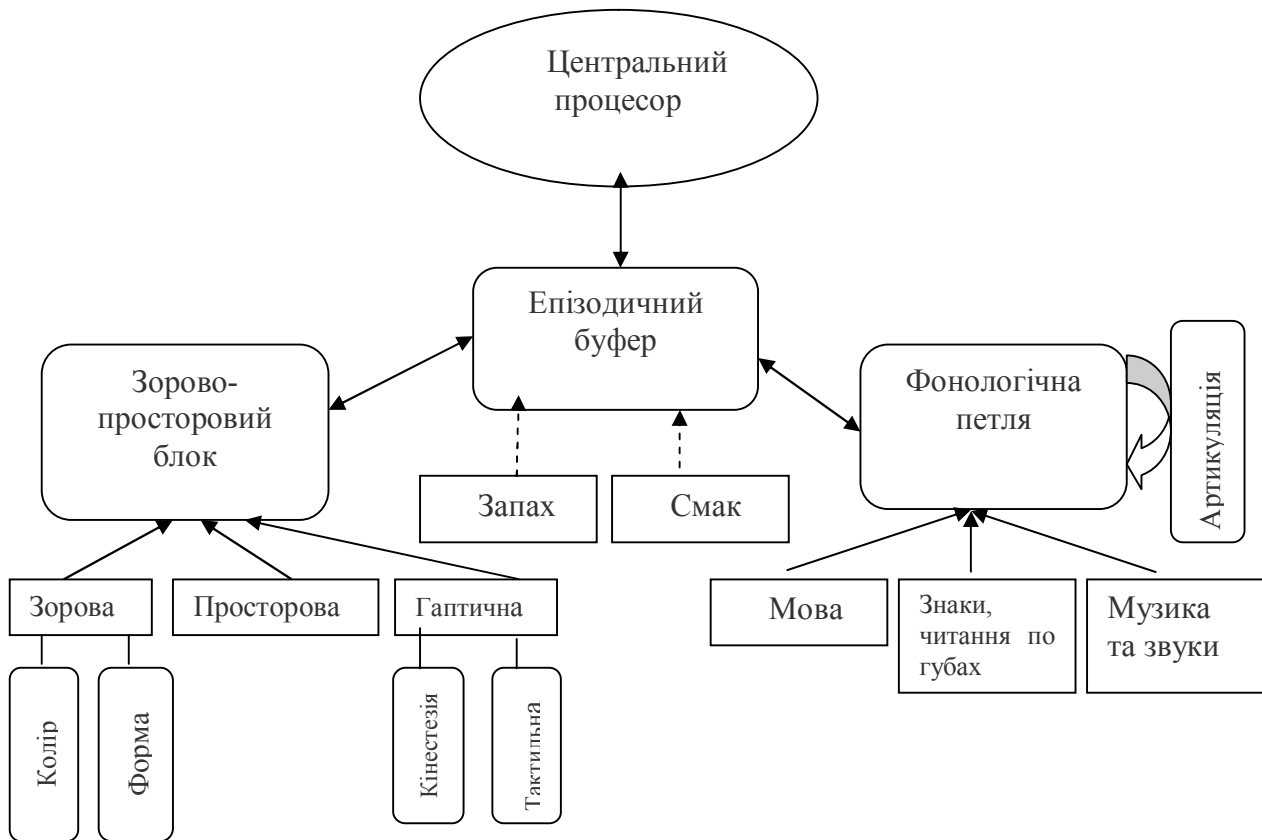 Центральний
процесор
Епізодичний
буфер
Зорово-
просторовий
блок
Фонологічна
петля
Артикуляція
Запах
Смак
Зорова
Просторова
Гаптична
Мова
Знаки,
читання по
губах
Музика
та звуки
Колір
Форма
Кінестезія
Тактильна